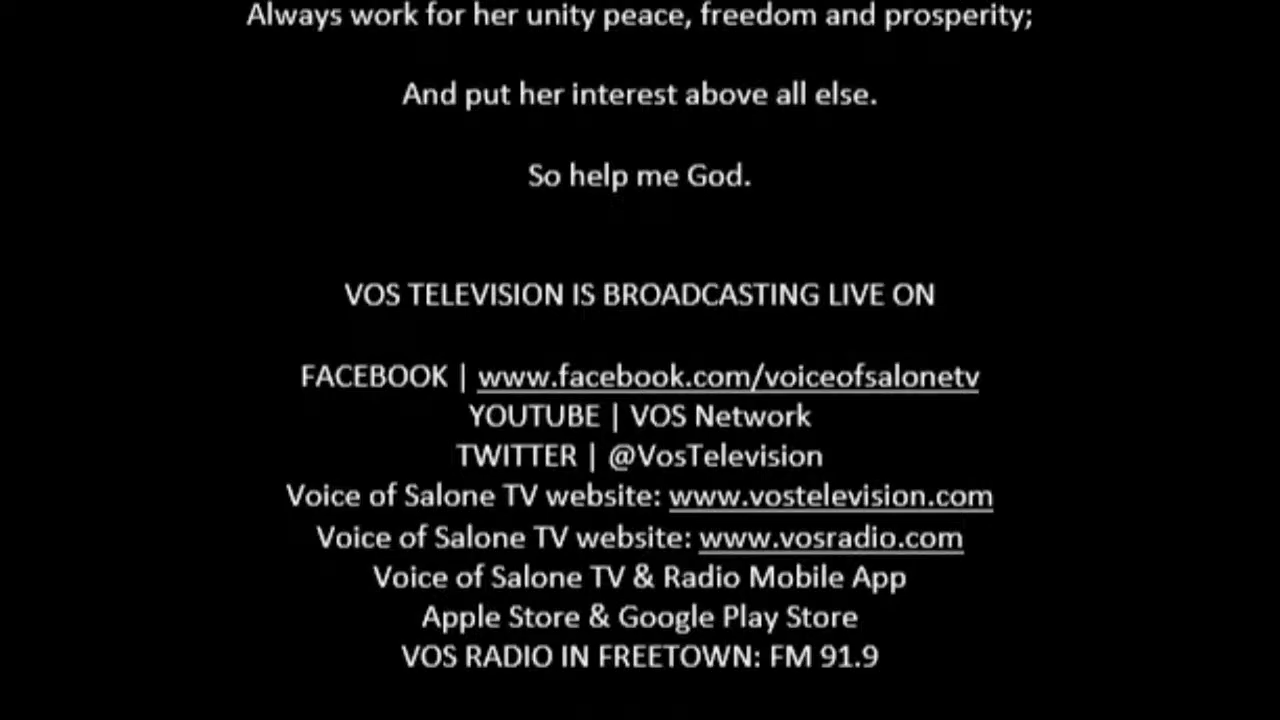 Always work for her unity peace, freedom and prosperity;
And put her interest above all else.
So help me God.
VOS TELEVISION IS BROADCASTING LIVE ON
FACEBOOK | www.facebook.com/voiceofsalonetv
YOUTUBE | VOS Network
TWITTER | @VosTelevision
Voice of Salone TV website: www.vostelevision.com
Voice of Salone TV website: www.vosradio.com
Voice of Salone TV & Radio Mobile App
Apple Store & Google Play Store
VOS RADIO IN FREETOWN: FM 91.9